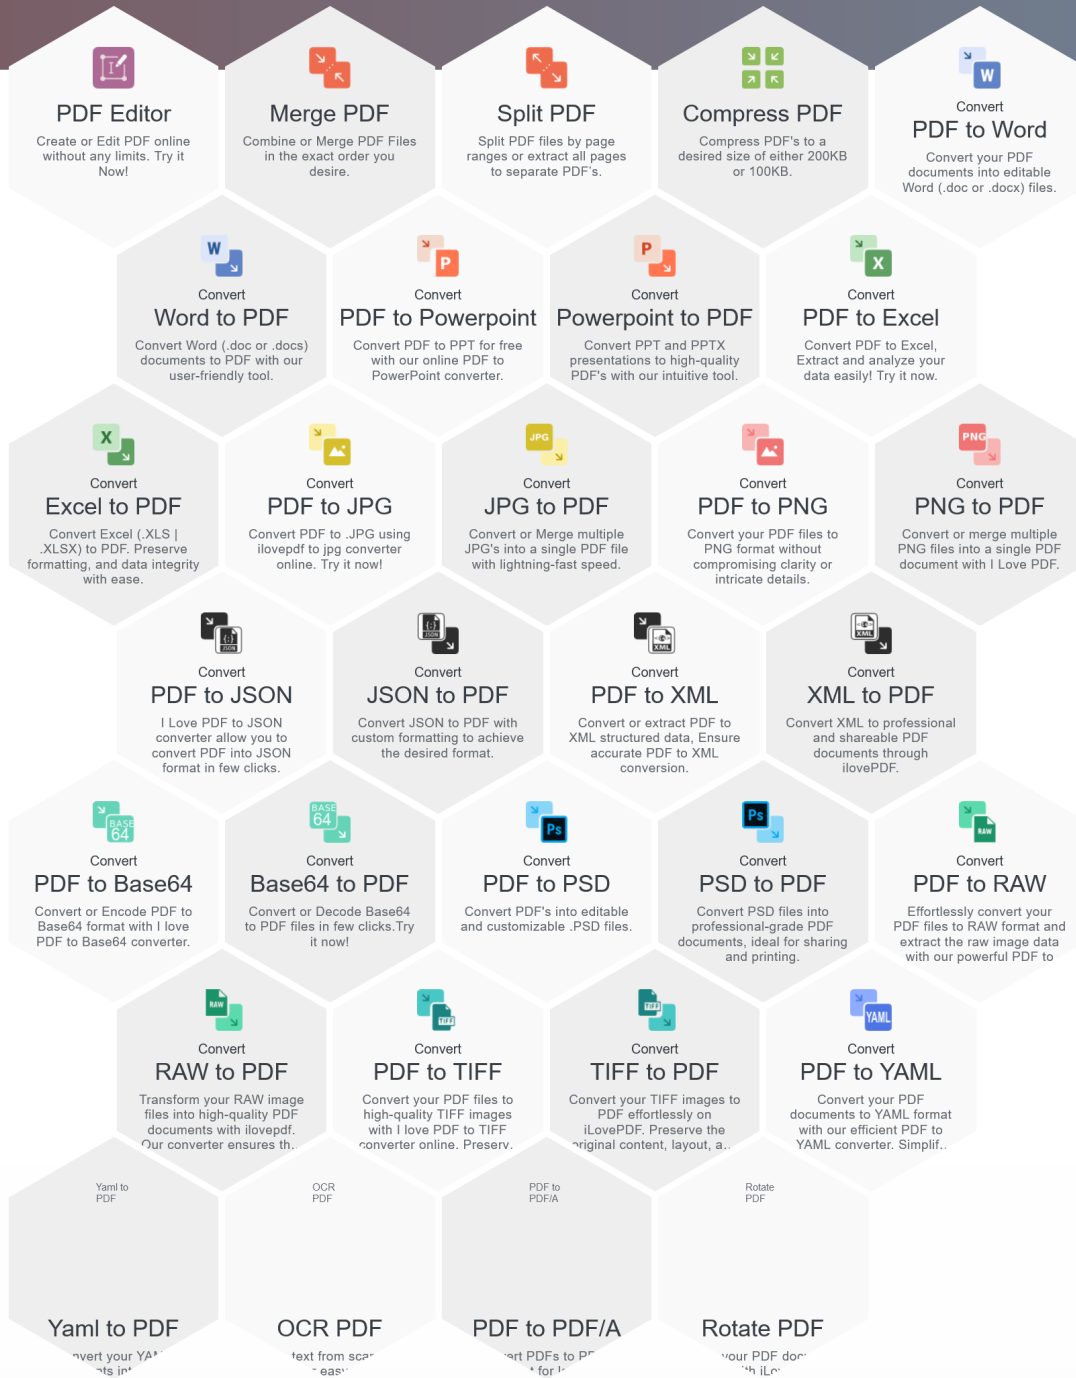 PDF Editor
Create or Edit PDF online
without any limits. Try it
Now!
Merge PDF
Combine or Merge PDF Files
in the exact order you
desire.
Split PDF
Split PDF files by page
ranges or extract all pages
to separate PDF's.
Compress PDF
Compress PDF's to a
desired size of either 200KB
or 100KB.
W
Convert
PDF to Word
Convert your PDF
documents into editable
Word (.doc or .docx) files.
W
Convert
Word to PDF
Convert Word (.doc or .docs)
documents to PDF with our
user-friendly tool.
P
Convert
PDF to Powerpoint
Convert PDF to PPT for free
with our online PDF to
PowerPoint converter.
P
Convert
Powerpoint to PDF
Convert PPT and PPTX
presentations to high-quality
PDF's with our intuitive tool.
X
Convert
PDF to Excel
Convert PDF to Excel,
Extract and analyze your
data easily! Try it now.
X
Convert
Excel to PDF
Convert Excel (.XLS |
.XLSX) to PDF. Preserve
formatting, and data integrity
with ease.
Convert
PDF to JPG
Convert PDF to .JPG using
ilovepdf to jpg converter
online. Try it now!
JPG
Convert
JPG to PDF
Convert or Merge multiple
JPG's into a single PDF file
with lightning-fast speed.
Convert
PDF to PNG
Convert your PDF files to
PNG format without
compromising clarity or
intricate details.
PNG
Convert
PNG to PDF
Convert or merge multiple
PNG files into a single PDF
document with I Love PDF.
JSON
Convert
PDF to JSON
I Love PDF to JSON
converter allow you to
convert PDF into JSON
format in few clicks.
JSON
Convert
JSON to PDF
Convert JSON to PDF with
custom formatting to achieve
the desired format.
XML
Convert
PDF to XML
Convert or extract PDF to
XML structured data, Ensure
accurate PDF to XML
conversion.
XML
Convert
XML to PDF
Convert XML to professional
and shareable PDF
documents through
ilovePDF.
BASE
64
Convert
PDF to Base64
Convert or Encode PDF to
Base64 format with I love
PDF to Base64 converter.
BASE
64
Convert
Base64 to PDF
Convert or Decode Base64
to PDF files in few clicks.Try
it now!
Ps
Convert
PDF to PSD
Convert PDF's into editable
and customizable .PSD files.
Ps
Convert
PSD to PDF
Convert PSD files into
professional-grade PDF
documents, ideal for sharing
and printing.
RAW
Convert
PDF to RAW
Effortlessly convert your
PDF files to RAW format and
extract the raw image data
with our powerful PDF to
RAW
Convert
RAW to PDF
Transform your RAW image
files into high-quality PDF
documents with ilovepdf.
Our converter ensures th..
TIFF
Convert
PDF to TIFF
Convert your PDF files to
high-quality TIFF images
with I love PDF to TIFF
converter online. Preserv.
TIFF
Convert
TIFF to PDF
Convert your TIFF images to
PDF effortlessly on
iLovePDF. Preserve the
original content, layout, a..
YAML
Convert
PDF to YAML
Convert your PDF
documents to YAML format
with our efficient PDF to
YAML converter. Simplif..
Yaml to
PDF
Yaml to PDF
your
OCR
PDF
OCR PDF
text from
PDF to
PDF/A
PDF to PDF/A
PDFs to
for
Rotate
PDF
Rotate PDF
your PDF